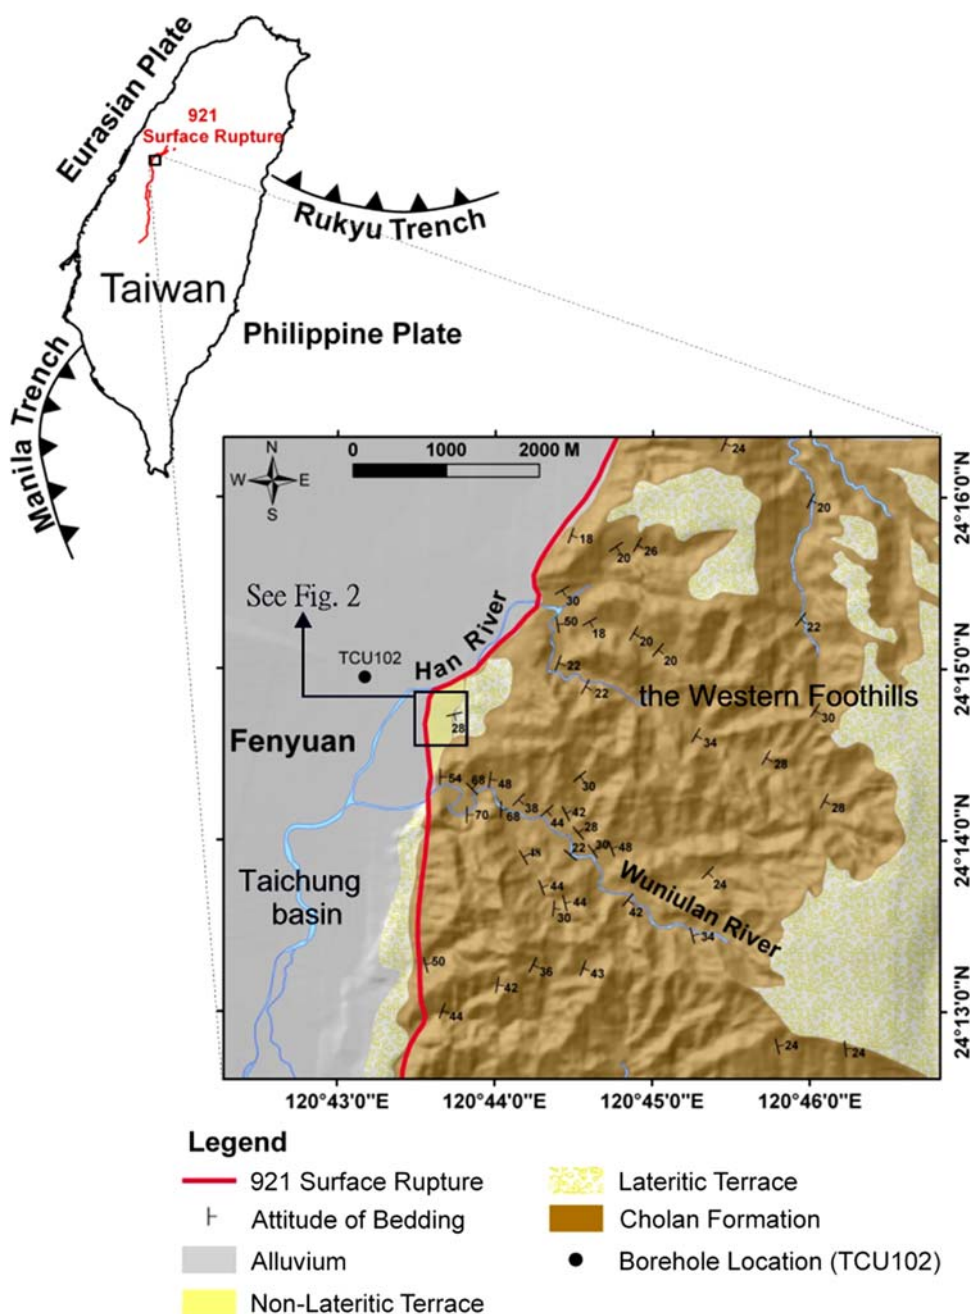 Eurasian Plate
921
Surface Rupture
Rukyu Trench
Taiwan
Philippine Plate
Manila Trench
N
W E
S
0 1000 2000 M
24
20
18
20
26
See Fig. 2
30
50
18
20
20
22
22
22
TCU102
Han River
the Western Foothills
30
28
34
28
Fenyuan
54
68
48
30
28
70
68
38
44
42
28
22
30
48
48
24
Taichung
basin
44
44
30
42
Wuniulan River
34
50
36
43
42
44
24
24
24°16'0"N
24°15'0"N
24°14'0"N
24°13'0"N
120°43'0"E
120°44'0"E
120°45'0"E
120°46'0"E
Legend
921 Surface Rupture
Attitude of Bedding
Alluvium
Non-Lateritic Terrace
Lateritic Terrace
Cholan Formation
Borehole Location (TCU102)